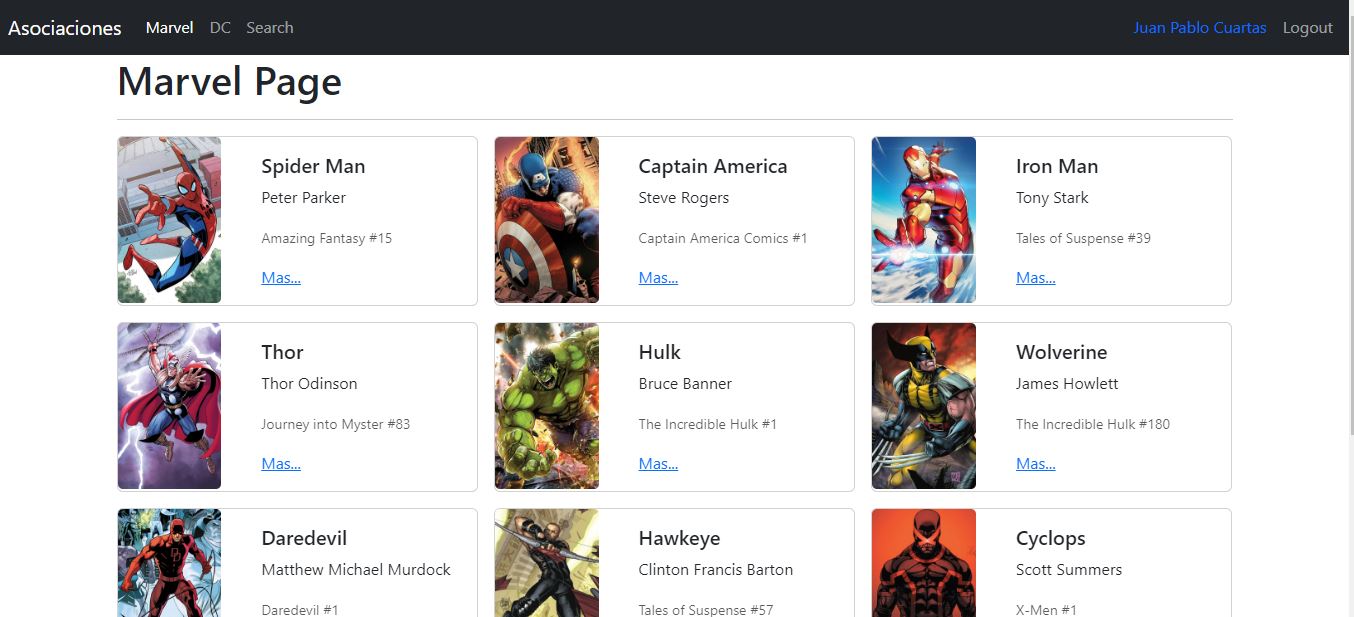 Asociaciones Marvel DC Search Juan Pablo Cuartas Logout
Marvel Page
Spider Man
Peter Parker
Amazing Fantasy #15
Mas...
Captain America
Steve Rogers
Captain America Comics #1
Mas...
Iron Man
Tony Stark
Tales of Suspense #39
Mas...
Thor
Thor Odinson
Journey into Myster #83
Mas...
Hulk
Bruce Banner
The Incredible Hulk #1
Mas...
Wolverine
James Howlett
The Incredible Hulk #180
Mas...
Daredevil
Matthew Michael Murdock
Daredevil #1
Hawkeye
Clinton Francis Barton
Tales of Suspense #57
Cyclops
Scott Summers
X-Men #1